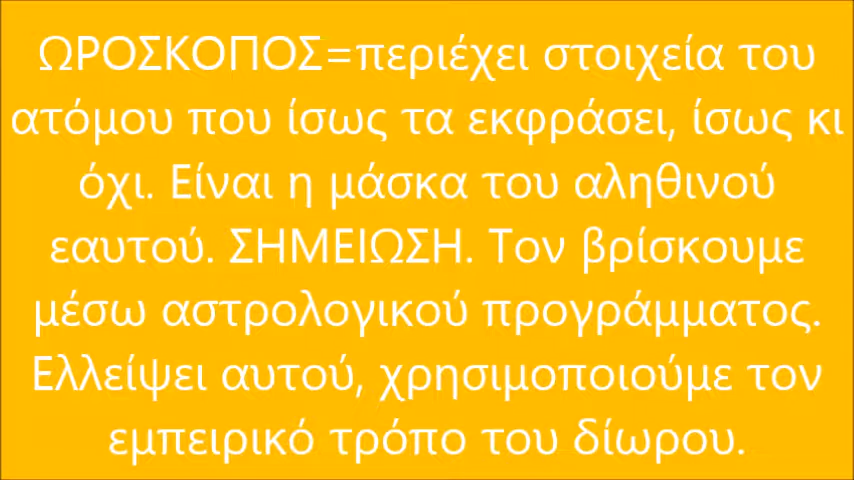 ΩΡΟΣΚΟΠΟΣ=περιέχει στοιχεία του
ατόμου που ίσως τα εκφράσει, ίσως κι
όχι. Είναι η μάσκα του αληθινού
εαυτού. ΣΗΜΕΙΩΣΗ. Τον βρίσκουμε
μέσω αστρολογικού προγράμματος.
Ελλείψει αυτού, χρησιμοποιούμε τον
εμπειρικό τρόπο του δίωρου.